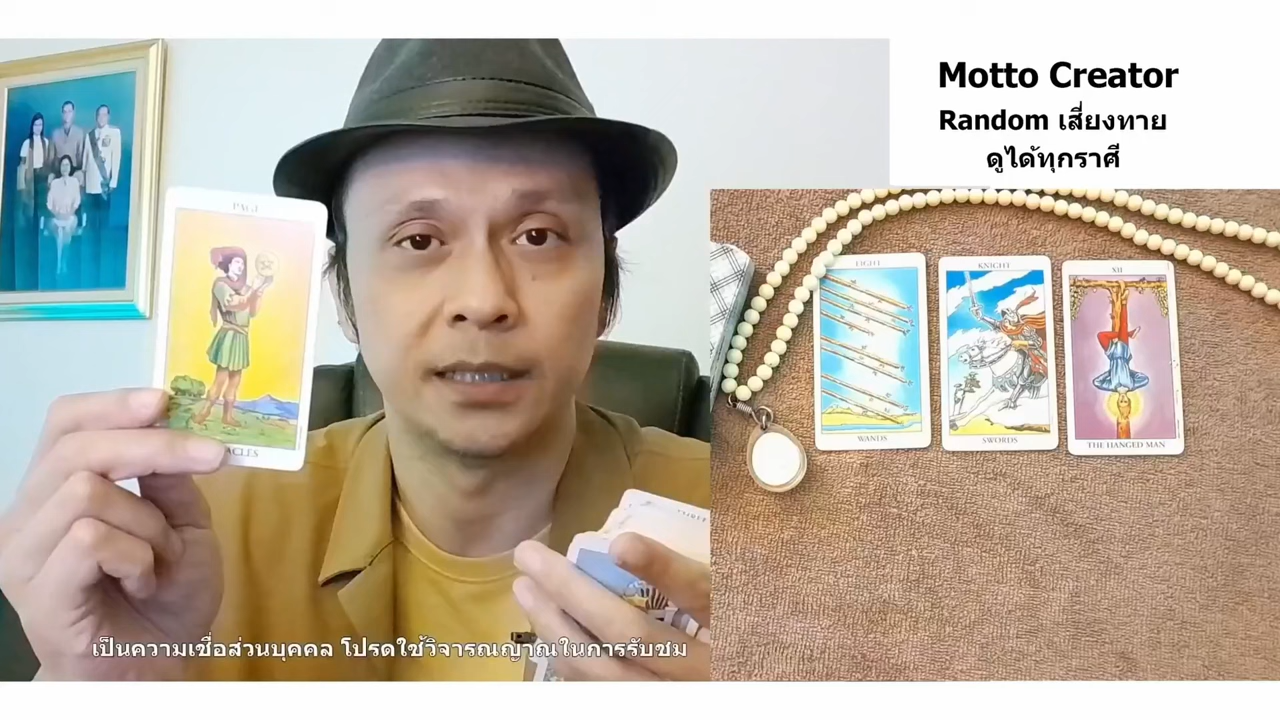 Motto Creator
Random เสี่ยงทาย
ดูได้ทุกราศี
PAGE
EIGHT
WANDS
KNIGHT
SWORDS
XII
THE HANGED MAN
เป็นความเชื่อส่วนบุคคล โปรดใช้วิจารณญาณในการรับชม